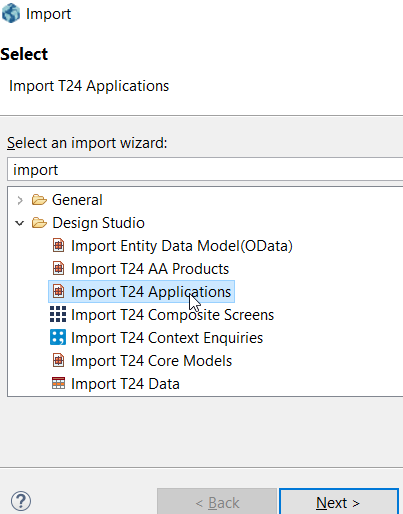 Import
Select
Import T24 Applications
Select an import wizard:
import
General
Design Studio
Import Entity Data Model(OData)
Import T24 AA Products
Import T24 Applications
Import T24 Composite Screens
Import T24 Context Enquiries
Import T24 Core Models
Import T24 Data
? < Back Next >